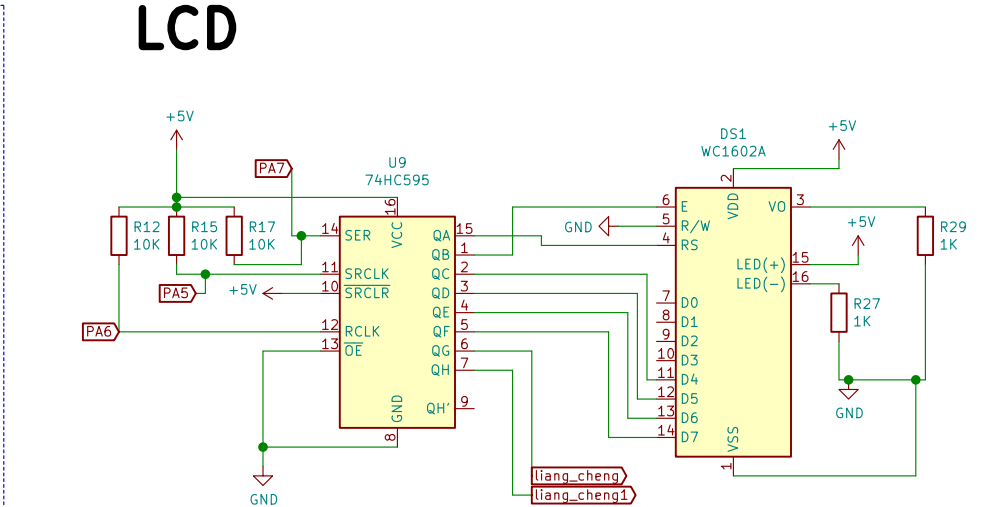 LCD
+5V
PA7
U9
74HC595
DS1
WC1602A
+5V
R12
10K
R15
10K
R17
10K
PA5
PA6
+5V
GND
14 SER
11 SRCLK
10 SRCLR
12 RCLK
13 OE
16 VCC
8 GND
QA 15
QB 1
QC 2
QD 3
QE 4
QF 5
QG 6
QH 7
QH' 9
liang_cheng
liang_cheng1
GND
6 E
5 R/W
4 RS
7 D0
8 D1
9 D2
10 D3
11 D4
12 D5
13 D6
14 D7
2 VDD
1 VSS
VO 3
LED(+) 15
LED(-) 16
+5V
R29
1K
R27
1K
GND